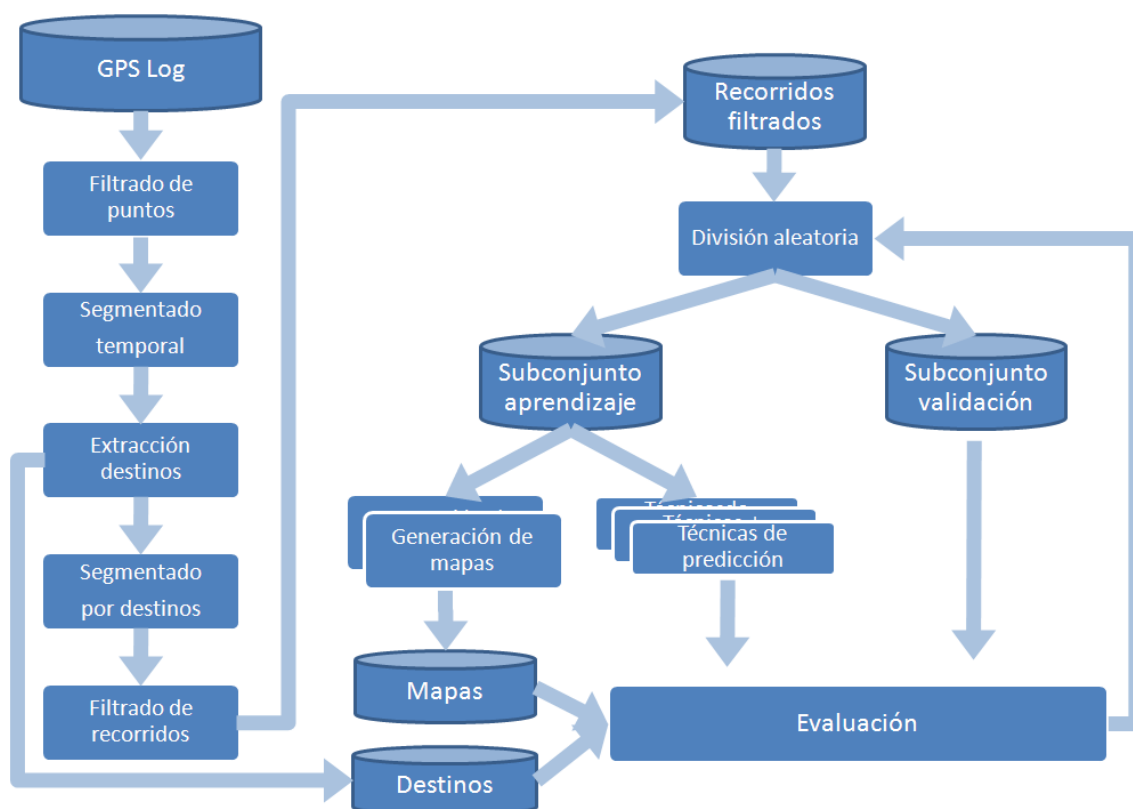 GPS Log
Filtrado de
puntos
Segmentado
temporal
Extracción
destinos
Segmentado
por destinos
Filtrado de
recorridos
Recorridos
filtrados
División aleatoria
Subconjunto
aprendizaje
Subconjunto
validación
Generación de
mapas
Técnicas de
predicción
Mapas
Destinos
Evaluación